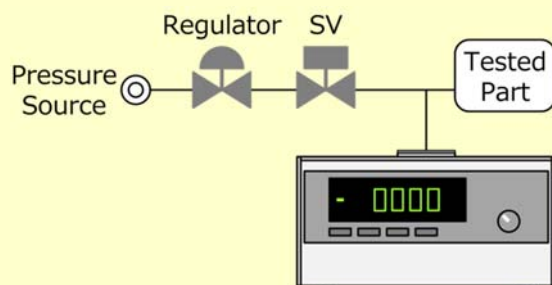 Regulator SV
Pressure
Source
Tested
Part
- 0000